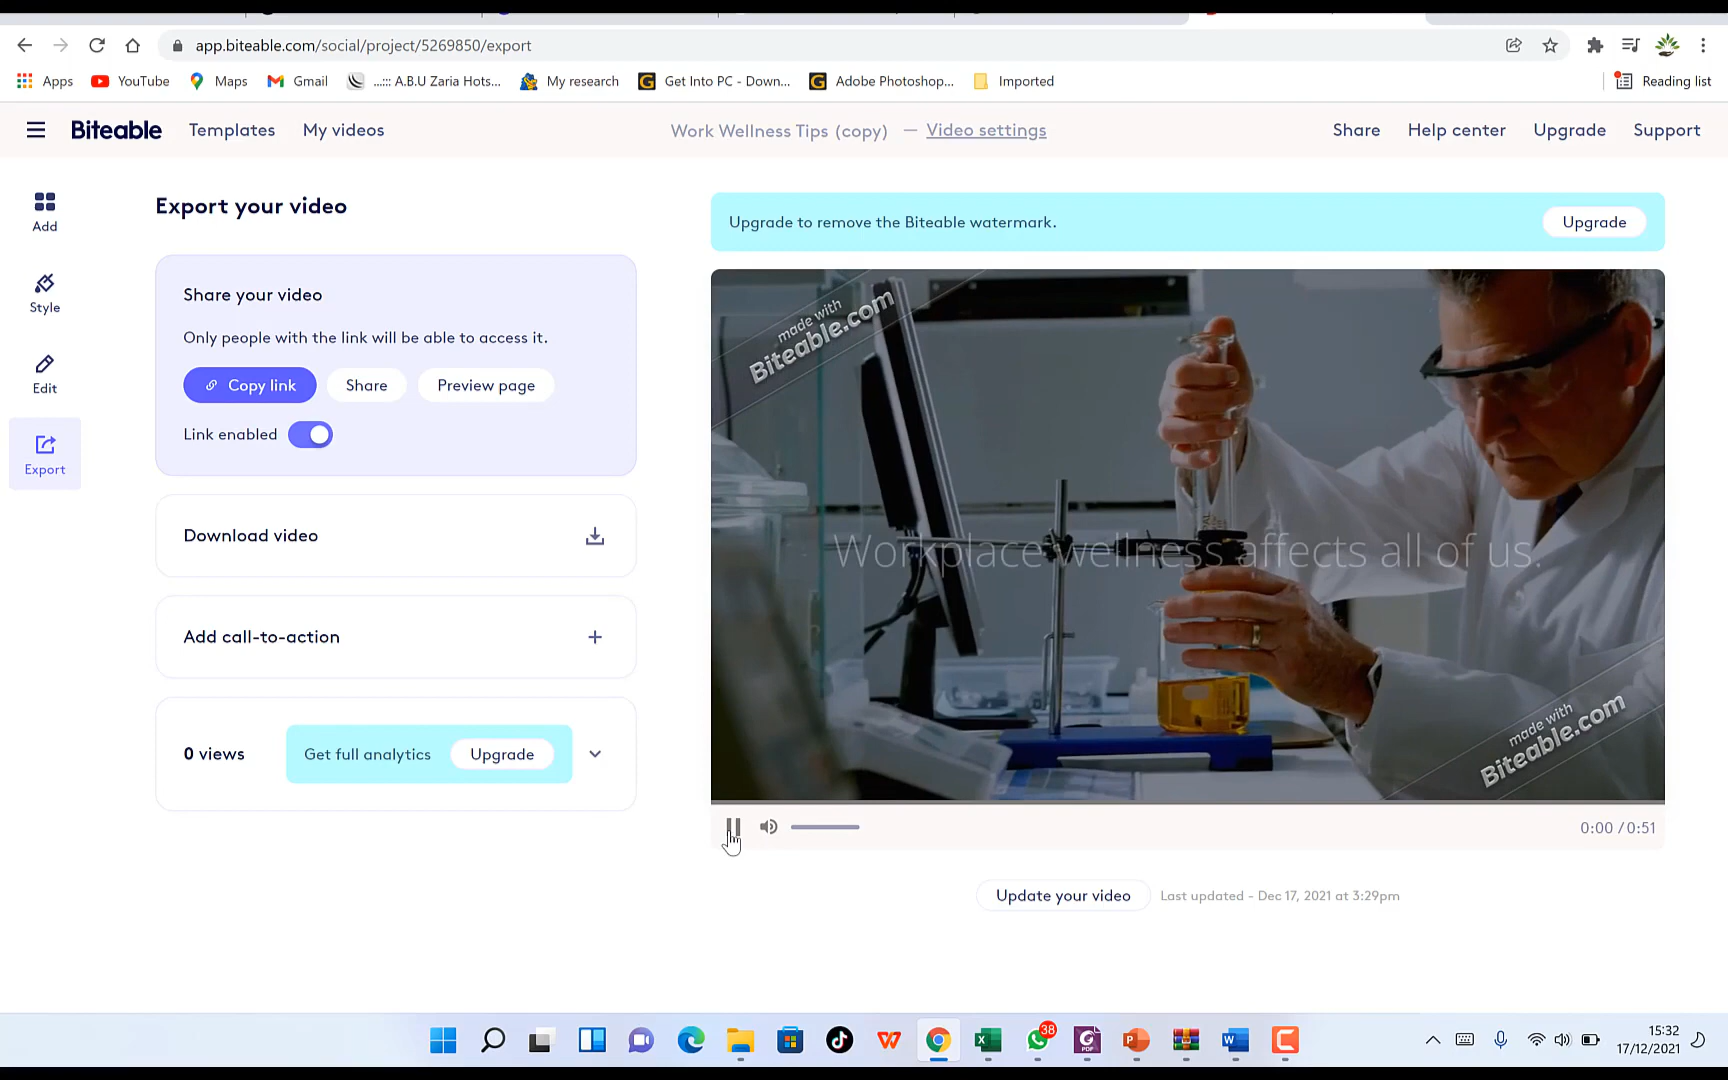 app.biteable.com/social/project/5269850/export
Apps YouTube Maps Gmail ...::: A.B.U Zaria Hots... My research Get Into PC - Down... Adobe Photoshop... Imported Reading list
Biteable Templates My videos Work Wellness Tips (copy) — Video settings Share Help center Upgrade Support
Add
Style
Edit
Export
Export your video
Share your video
Only people with the link will be able to access it.
Copy link Share Preview page
Link enabled
Download video
Add call-to-action
0 views Get full analytics Upgrade
Upgrade to remove the Biteable watermark. Upgrade
made with
Biteable.com
Workplace wellness affects all of us.
made with
Biteable.com
0:00 / 0:51
Update your video Last updated - Dec 17, 2021 at 3:29pm
38
15:32
17/12/2021